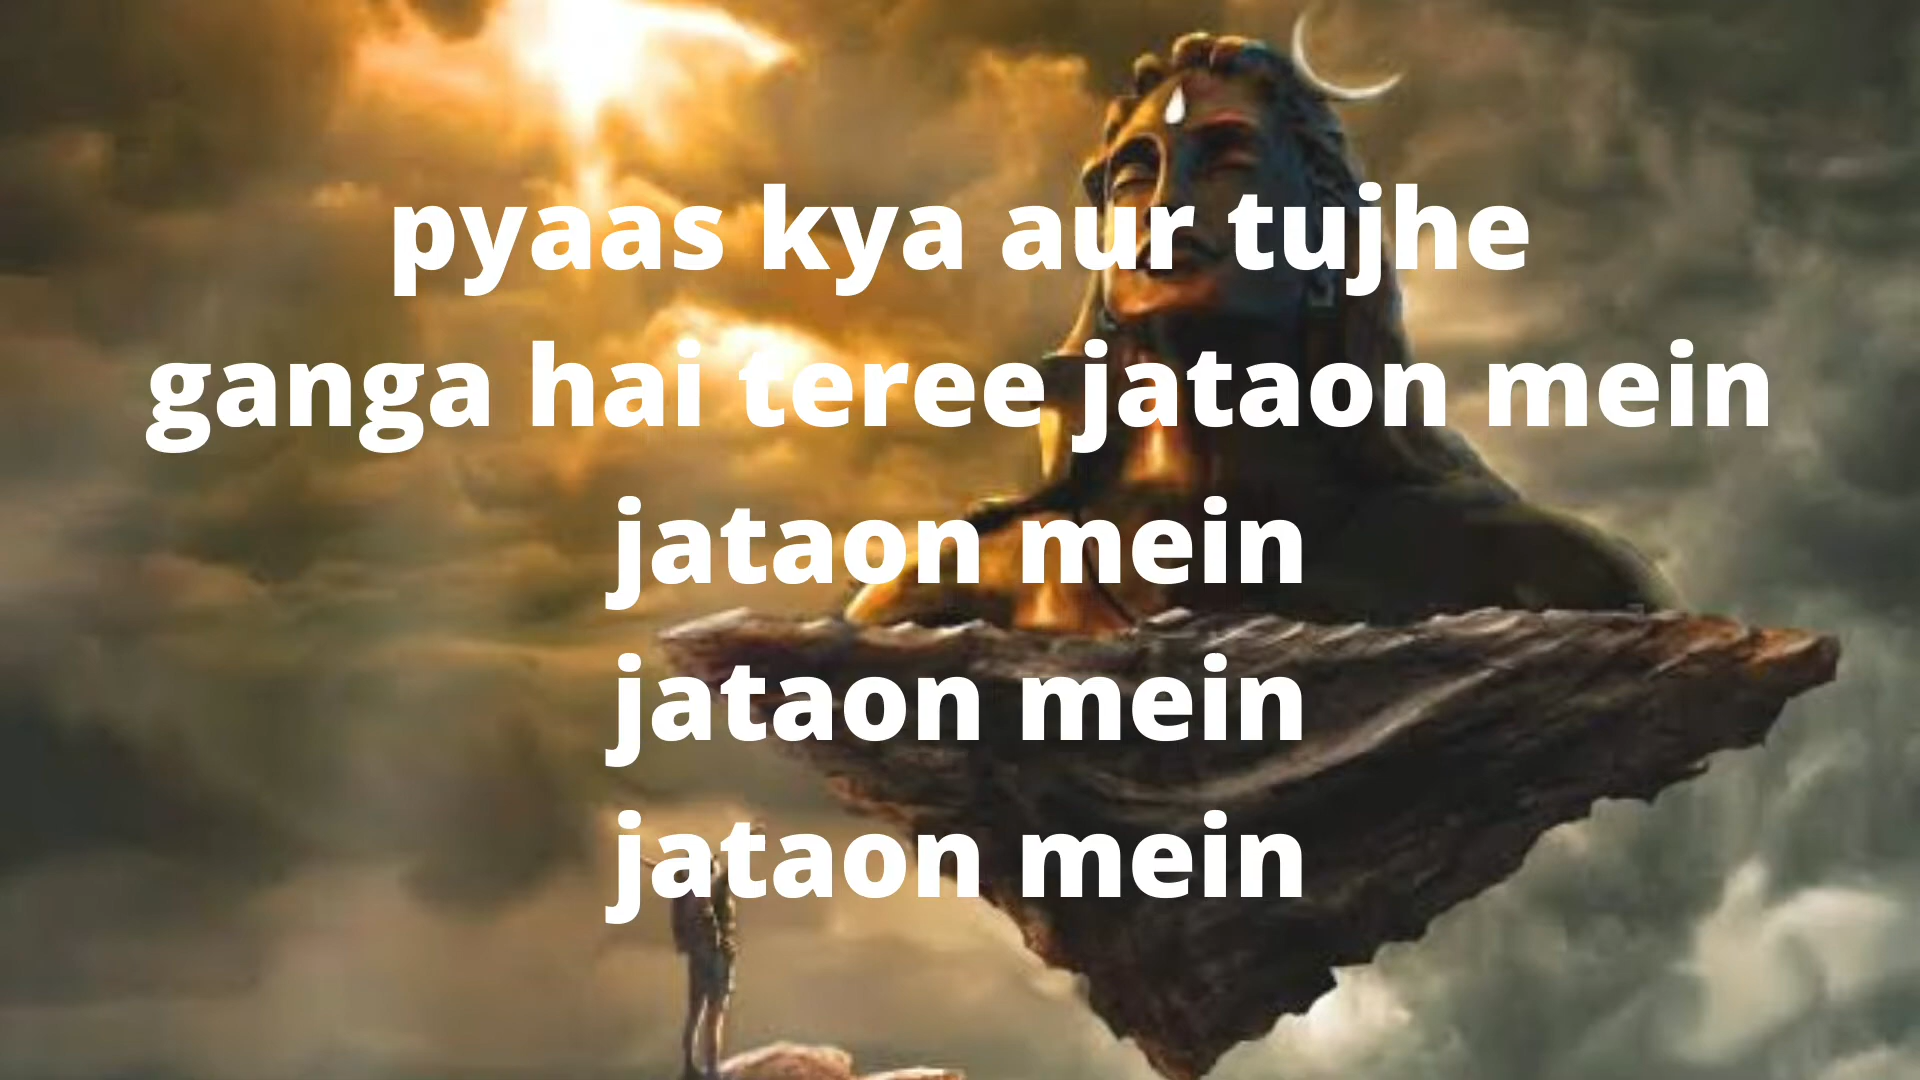 pyaas kya aur tujhe
ganga hai teree jataon mein
jataon mein
jataon mein
jataon mein